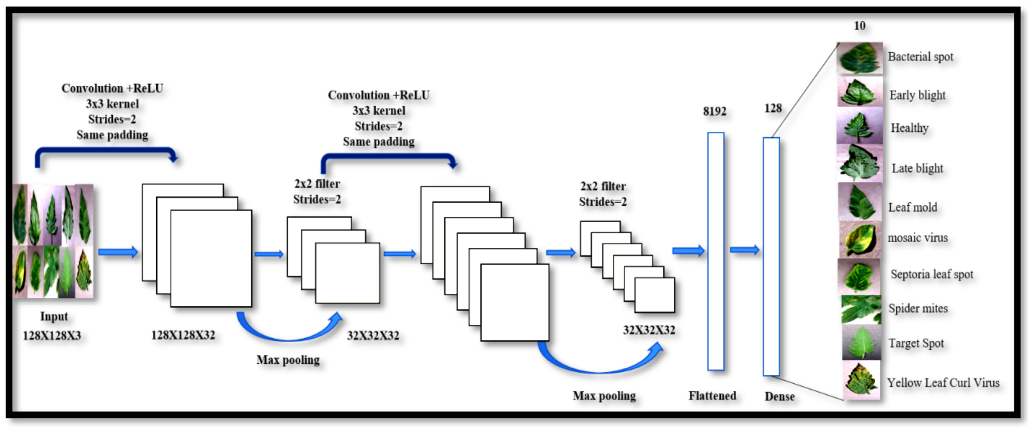 10
Bacterial spot
Early blight
Healthy
Late blight
Leaf mold
mosaic virus
Septoria leaf spot
Spider mites
Target Spot
Yellow Leaf Curl Virus
Convolution +ReLU
3x3 kernel
Strides=2
Same padding
Convolution +ReLU
3x3 kernel
Strides=2
Same padding
2x2 filter
Strides=2
2x2 filter
Strides=2
8192
128
Input
128X128X3
128X128X32
32X32X32
32X32X32
Max pooling
Max pooling
Flattened
Dense